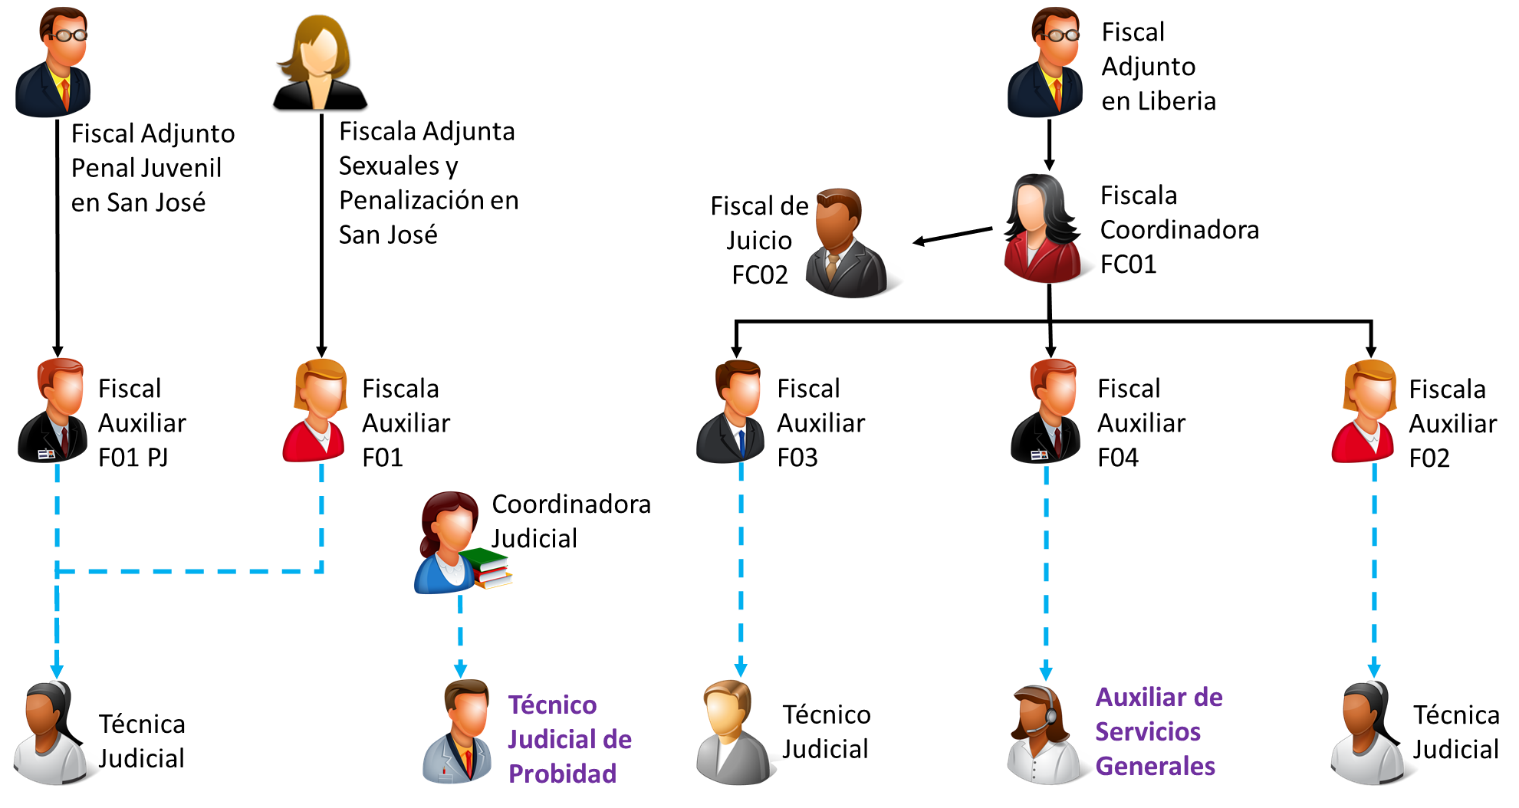 Fiscal Adjunto
Penal Juvenil
en San José
Fiscala Adjunta
Sexuales y
Penalización en
San José
Fiscal
Adjunto
en Liberia
Fiscal de
Juicio
FC02
Fiscala
Coordinadora
FC01
Fiscal
Auxiliar
F01 PJ
Fiscala
Auxiliar
F01
Fiscal
Auxiliar
F03
Fiscal
Auxiliar
F04
Fiscala
Auxiliar
F02
Coordinadora
Judicial
Técnica
Judicial
Técnico
Judicial de
Probidad
Técnico
Judicial
Auxiliar de
Servicios
Generales
Técnica
Judicial